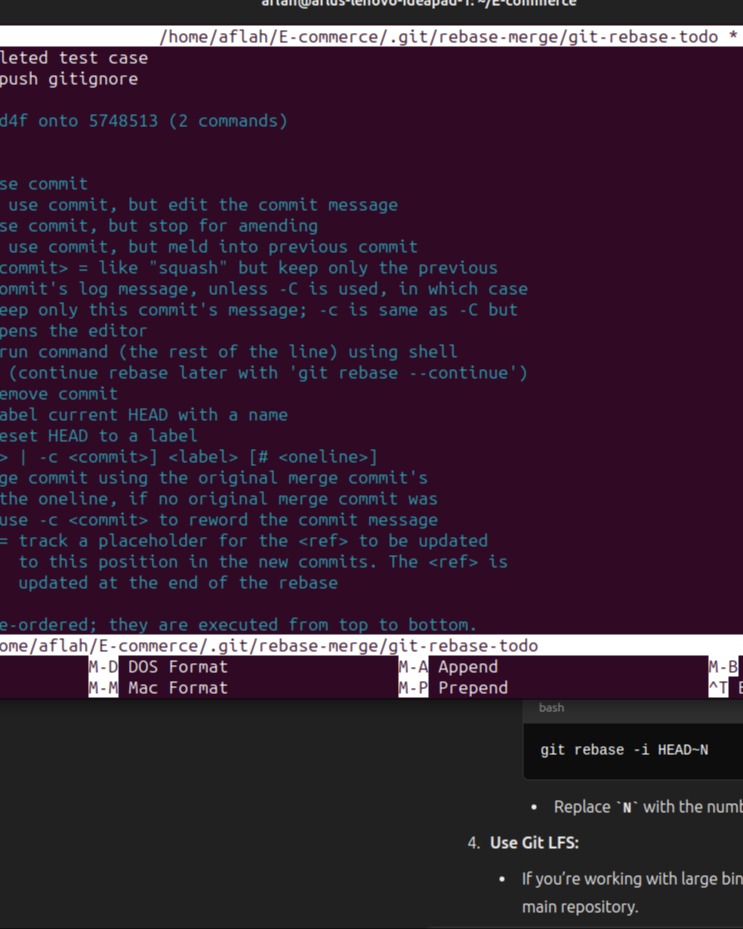 aflah@arlus-lenovo-ideapad-1: ~/E-commerce
/home/aflah/E-commerce/.git/rebase-merge/git-rebase-todo *
leted test case
push gitignore
d4f onto 5748513 (2 commands)
se commit
use commit, but edit the commit message
se commit, but stop for amending
use commit, but meld into previous commit
commit> = like "squash" but keep only the previous
ommit's log message, unless -C is used, in which case
eep only this commit's message; -c is same as -C but
pens the editor
run command (the rest of the line) using shell
(continue rebase later with 'git rebase --continue')
emove commit
abel current HEAD with a name
eset HEAD to a label
> | -c <commit>] <label> [# <oneline>]
ge commit using the original merge commit's
the oneline, if no original merge commit was
use -c <commit> to reword the commit message
= track a placeholder for the <ref> to be updated
to this position in the new commits. The <ref> is
updated at the end of the rebase
e-ordered; they are executed from top to bottom.
ome/aflah/E-commerce/.git/rebase-merge/git-rebase-todo
M-D DOS Format M-A Append M-B
M-M Mac Format M-P Prepend ^T
bash
git rebase -i HEAD~N
• Replace `N` with the numb
4. Use Git LFS:
• If you're working with large bin
main repository.